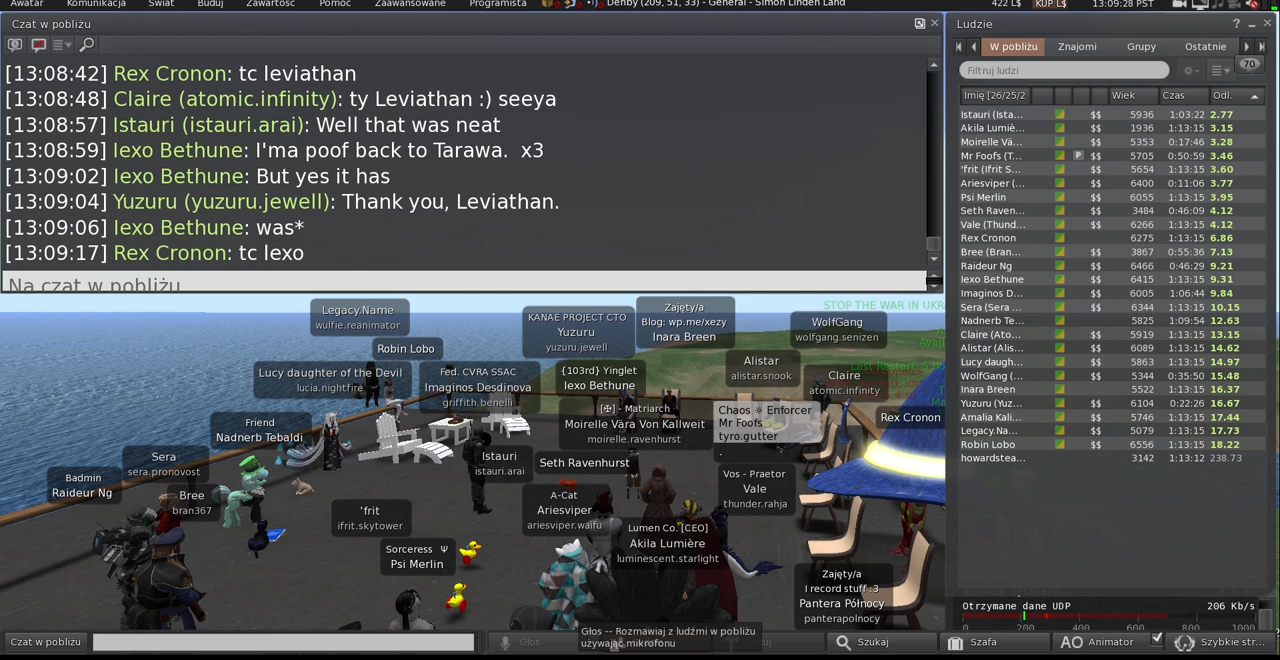 Awatar Komunikacja Świat Buduj Zawartość Pomoc Zaawansowane Programista Denby (209, 51, 33) - General - Simon Linden Land 422 L$ KUP L$ 13:09:28 PST
Czat w pobliżu
[13:08:42] Rex Cronon: tc leviathan
[13:08:48] Claire (atomic.infinity): ty Leviathan :) seeya
[13:08:57] Istauri (istauri.arai): Well that was neat
[13:08:59] Iexo Bethune: I'ma poof back to Tarawa.  x3
[13:09:02] Iexo Bethune: But yes it has
[13:09:04] Yuzuru (yuzuru.jewell): Thank you, Leviathan.
[13:09:06] Iexo Bethune: was*
[13:09:17] Rex Cronon: tc Iexo
Na czat w pobliżu
Ludzie
W pobliżu Znajomi Grupy Ostatnie
Filtruj ludzi
70
Imię [26/25/2 Wiek Czas Odl.
Istauri (Ista... $$ 5936 1:03:22 2.77
Akila Lumiè... $$ 1936 1:13:15 3.15
Moirelle Vä... $$ 5353 0:17:46 3.28
Mr Foofs (T... P $$ 5705 0:50:59 3.46
'frit (Ifrit S... $$ 5654 1:13:15 3.60
Ariesviper (... $$ 6400 0:11:06 3.77
Psi Merlin $$ 6055 1:13:15 3.95
Seth Raven... $$ 3484 0:46:09 4.12
Vale (Thund... $$ 6266 1:13:15 4.12
Rex Cronon 6275 1:13:15 6.86
Bree (Bran... $$ 3867 0:55:36 7.13
Raideur Ng $$ 6466 0:46:29 9.21
Iexo Bethune $$ 6415 1:13:15 9.31
Imaginos D... $$ 6005 1:06:44 9.84
Sera (Sera ... $$ 6344 1:13:15 10.15
Nadnerb Te... 5825 1:09:54 12.63
Claire (Ato... $$ 5919 1:13:15 13.15
Alistar (Alis... $$ 6089 1:13:15 14.62
Lucy daugh... $$ 5863 1:13:15 14.97
WolfGang (... $$ 5344 0:35:50 15.48
Inara Breen 5522 1:13:15 16.37
Yuzuru (Yuz... $$ 6104 0:22:26 16.67
Amalia Kali... $$ 5746 1:13:15 17.44
Legacy.Na... $$ 5079 1:13:15 17.73
Robin Lobo $$ 6556 1:13:15 18.22
howardstea... 3142 1:13:12 238.73
STOP THE WAR IN UKR
Legacy.Name
wulfie.reanimator
KANAE PROJECT CTO
Yuzuru
yuzuru.jewell
Zajęty/a
Blog: wp.me/xezy
Inara Breen
WolfGang
wolfgang.senizen
Robin Lobo
Lucy daughter of the Devil
lucia.nightfire
Fed. CVRA SSAC
Imaginos Desdinova
griffith.benelli
{103rd} Yinglet
Iexo Bethune
Alistar
alistar.snook
Claire
atomic.infinity
- Matriarch
Moirelle Vära Von Kallweit
moirelle.ravenhurst
Chaos ☼ Enforcer
Mr Foofs
tyro.gutter
Rex Cronon
Friend
Nadnerb Tebaldi
Sera
sera.pronovost
Istauri
istauri.arai
Seth Ravenhurst
Badmin
Raideur Ng
Bree
bran367
'frit
ifrit.skytower
A-Cat
Ariesviper
ariesviper.waifu
Vos - Praetor
Vale
thunder.rahja
Sorceress Ψ
Psi Merlin
Lumen Co. [CEO]
Akila Lumière
luminescent.starlight
Zajęty/a
I record stuff :3
Pantera Północy
panterapolnocy
Otrzymane dane UDP 206 Kb/s
0 200 400 600 800 1000
Czat w pobliżu Głos Szukaj Szafa AO Animator Szybkie str...
Głos -- Rozmawiaj z ludźmi w pobliżu
używając mikrofonu